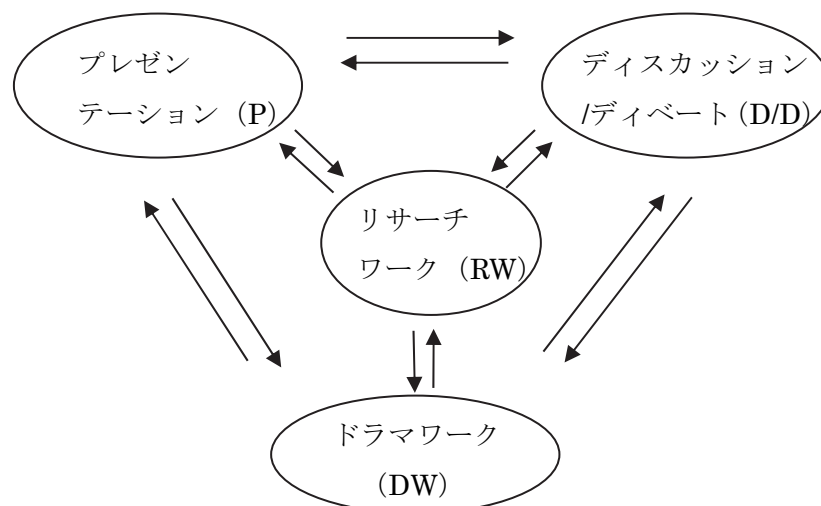 プレゼン
テーション（P）
ディスカッション
/ディベート（D/D）
リサーチ
ワーク（RW）
ドラマワーク
（DW）